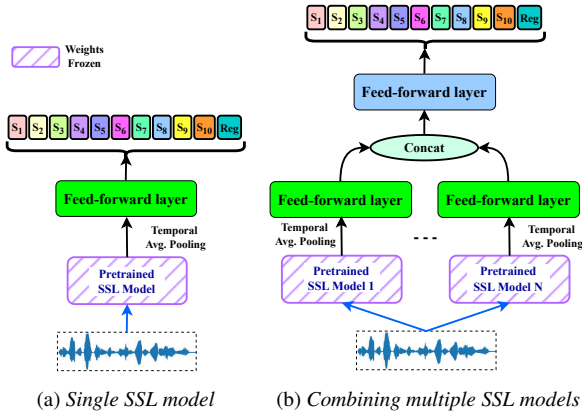 Weights
Frozen
S1 S2 S3 S4 S5 S6 S7 S8 S9 S10 Reg
Feed-forward layer
Temporal
Avg. Pooling
Pretrained
SSL Model
(a) Single SSL model
S1 S2 S3 S4 S5 S6 S7 S8 S9 S10 Reg
Feed-forward layer
Concat
Feed-forward layer
Feed-forward layer
Temporal
Avg. Pooling
Temporal
Avg. Pooling
Pretrained
SSL Model 1
Pretrained
SSL Model N
(b) Combining multiple SSL models